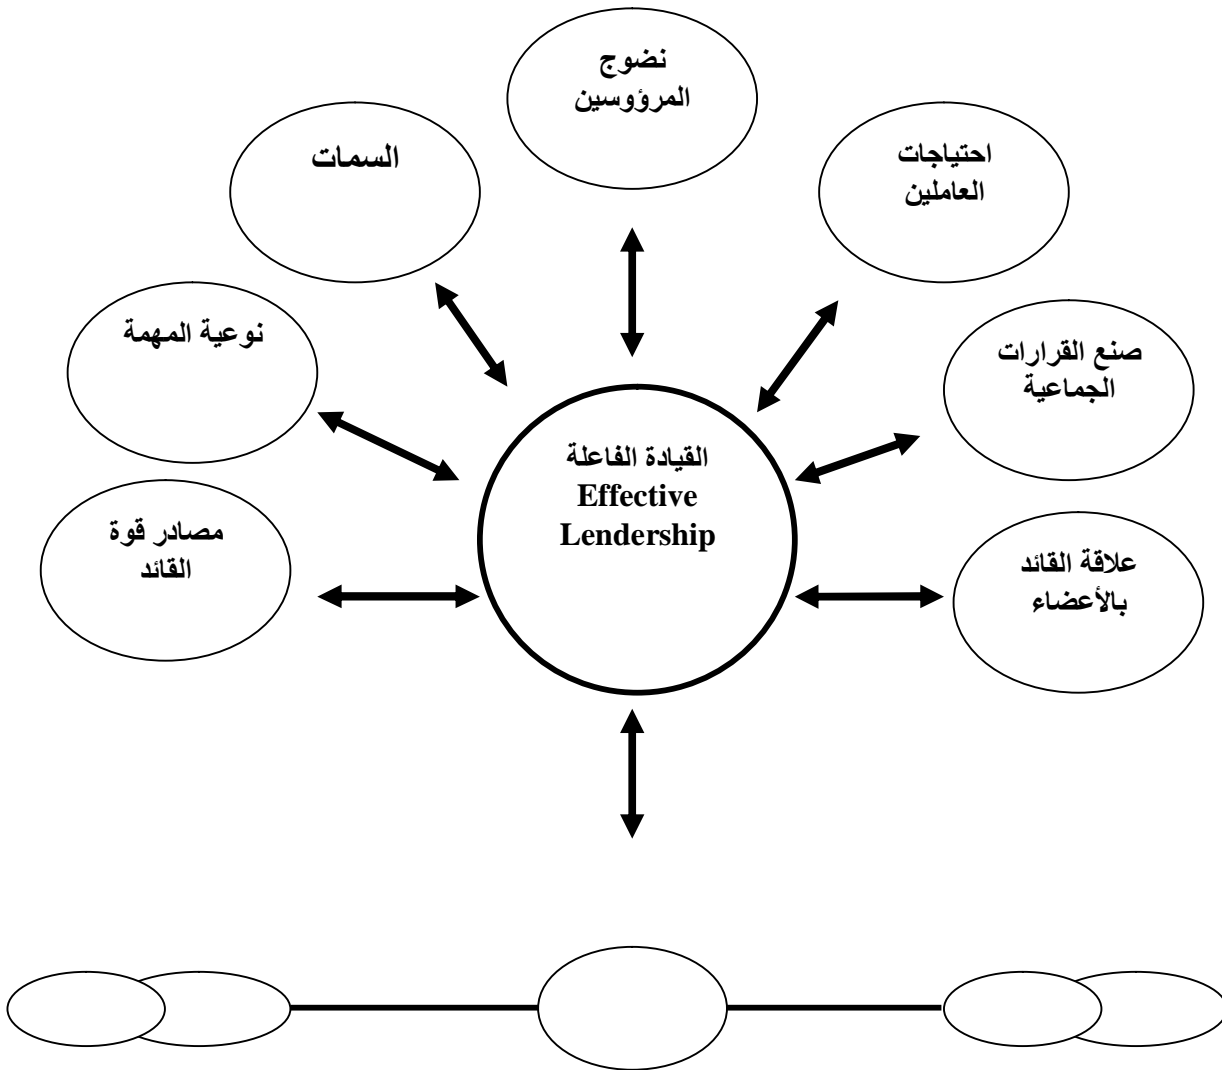 نضوج
المرؤوسين
احتياجات
العاملين
السمات
صنع القرارات
الجماعية
نوعية المهمة
القيادة الفاعلة
Effective
Lendership
علاقة القائد
بالأعضاء
مصادر قوة
القائد